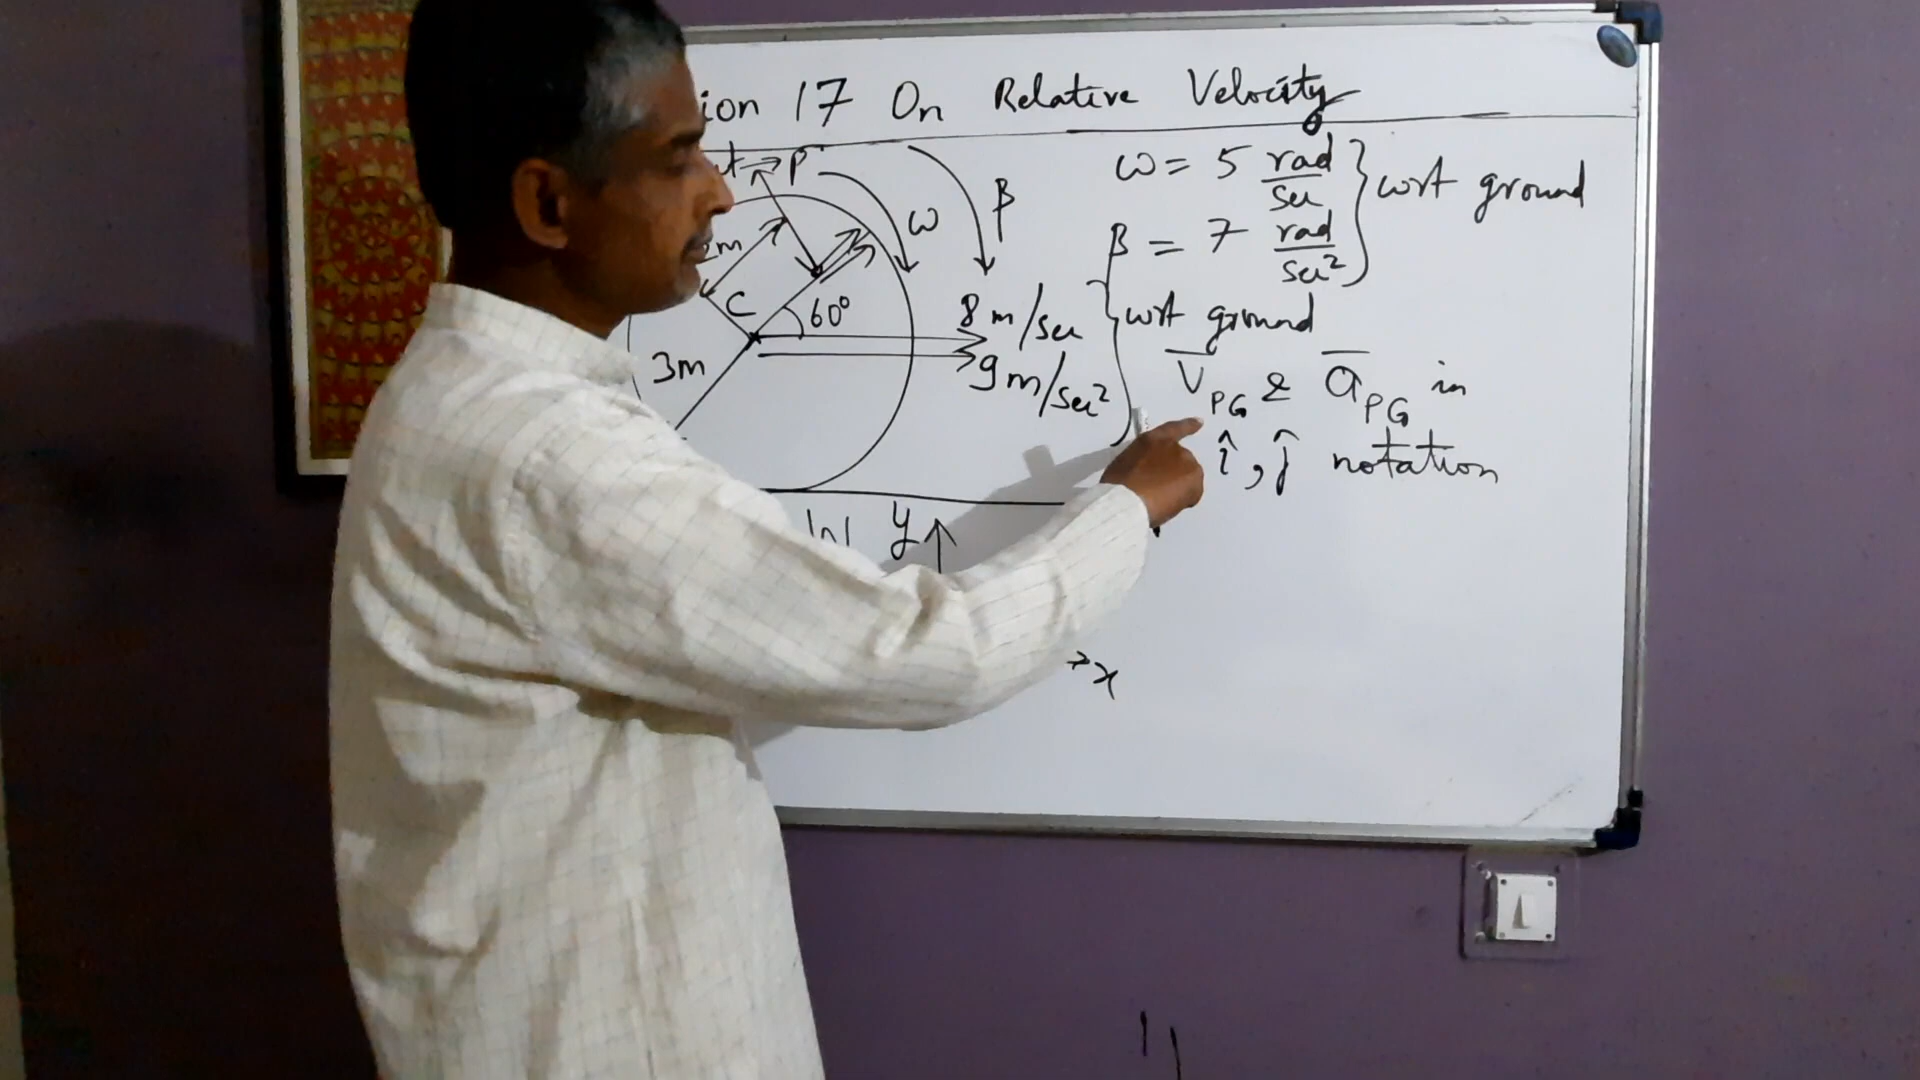 ion 17 On Relative Velocity
P
ω
β
ω = 5 rad/sec
β = 7 rad/sec²
} wrt ground
C
60°
3m
8 m/sec
9 m/sec²
} wrt ground
V̅PG & a̅PG in
î, ĵ notation
y
x